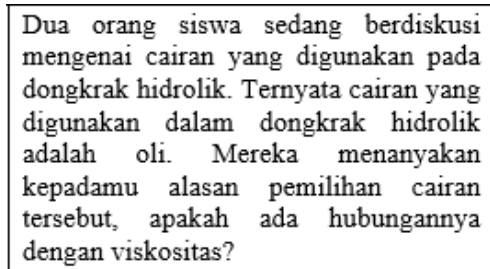 Dua orang siswa sedang berdiskusi
mengenai cairan yang digunakan pada
dongkrak hidrolik. Ternyata cairan yang
digunakan dalam dongkrak hidrolik
adalah oli. Mereka menanyakan
kepadamu alasan pemilihan cairan
tersebut, apakah ada hubungannya
dengan viskositas?